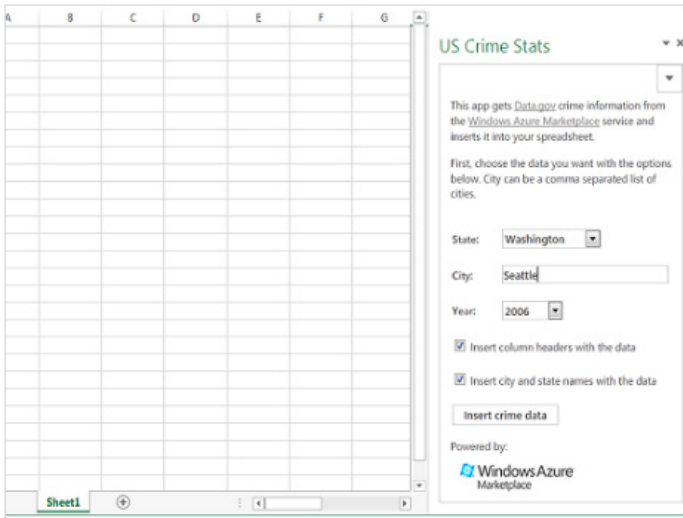 A B C D E F G
US Crime Stats
This app gets Data.gov crime information from
the Windows Azure Marketplace service and
inserts it into your spreadsheet.
First, choose the data you want with the options
below. City can be a comma separated list of
cities.
State: Washington
City: Seattle
Year: 2006
Insert column headers with the data
Insert city and state names with the data
Insert crime data
Powered by:
Windows Azure
Marketplace
Sheet1